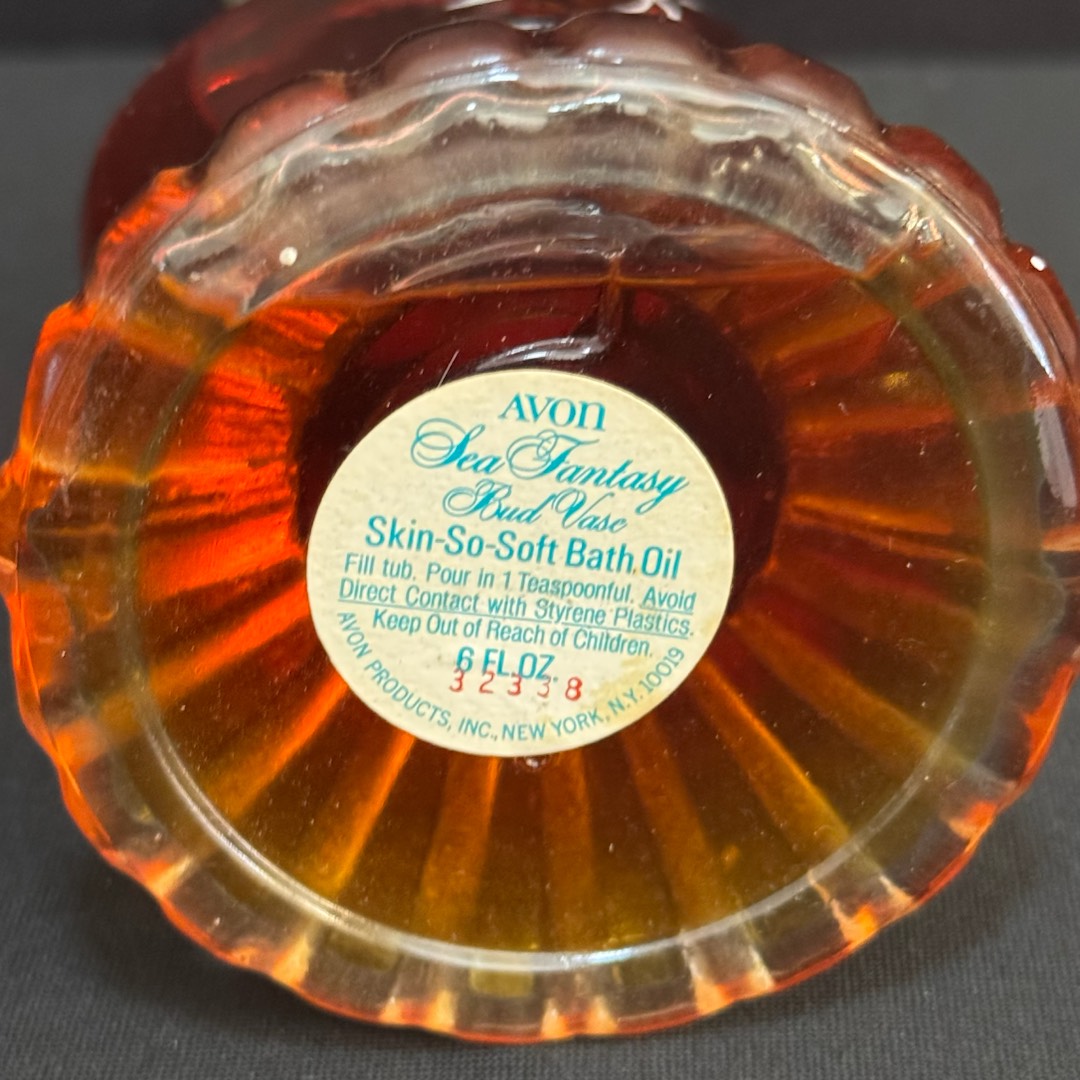 AVON
Sea Fantasy
Bud Vase
Skin-So-Soft Bath Oil
Fill tub. Pour in 1 Teaspoonful. Avoid
Direct Contact with Styrene Plastics.
Keep Out of Reach of Children.
6 FL.OZ.
32338
AVON PRODUCTS, INC., NEW YORK, N.Y. 10019